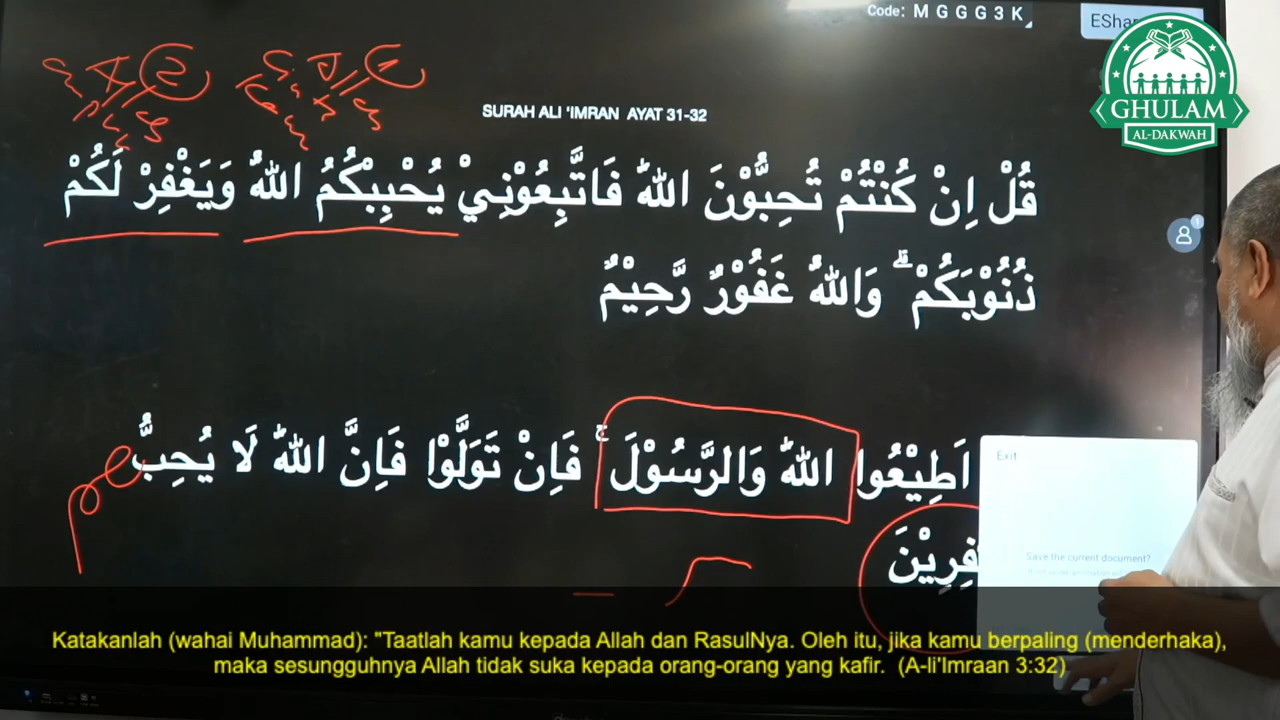 Code: M G G G 3 K
GHULAM
AL-DAKWAH
SURAH ALI 'IMRAN AYAT 31-32
قُلْ اِنْ كُنْتُمْ تُحِبُّوْنَ اللّٰهَ فَاتَّبِعُوْنِيْ يُحْبِبْكُمُ اللّٰهُ وَيَغْفِرْ لَكُمْ
ذُنُوْبَكُمْ ۗ وَاللّٰهُ غَفُوْرٌ رَّحِيْمٌ
اَطِيْعُوا اللّٰهَ وَالرَّسُوْلَ ۚ فَاِنْ تَوَلَّوْا فَاِنَّ اللّٰهَ لَا يُحِبُّ
فِرِيْنَ
Exit
Save the current document?
Katakanlah (wahai Muhammad): "Taatlah kamu kepada Allah dan RasulNya. Oleh itu, jika kamu berpaling (menderhaka),
maka sesungguhnya Allah tidak suka kepada orang-orang yang kafir. (A-li'Imraan 3:32)